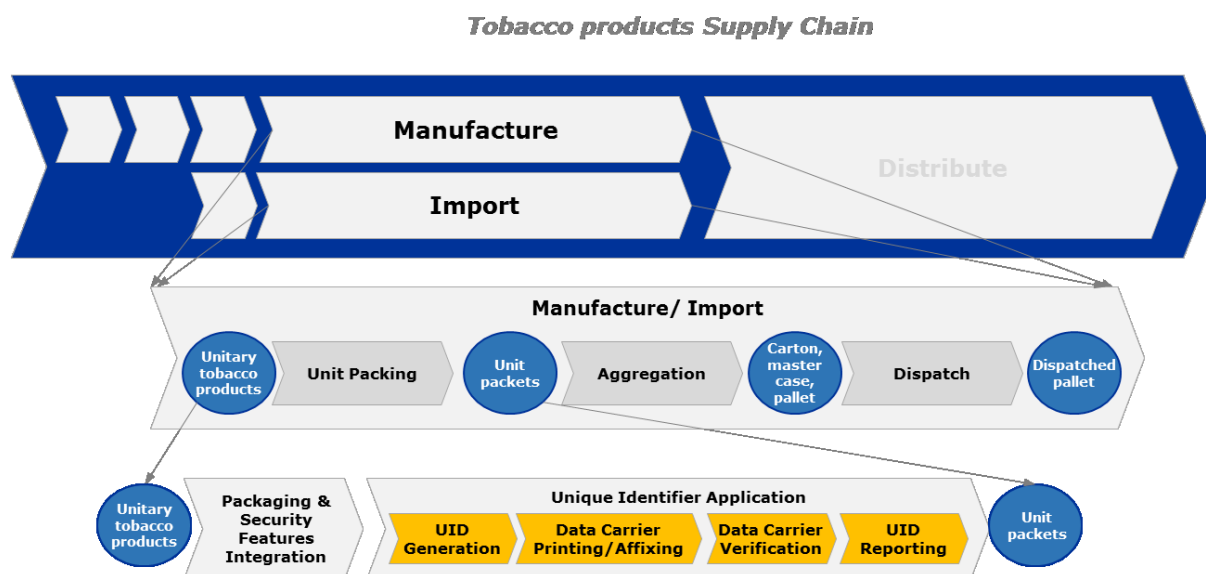 Tobacco products Supply Chain
Manufacture
Distribute
Import
Manufacture/ Import
Unitary
tobacco
products
Unit Packing
Unit
packets
Aggregation
Carton,
master
case,
pallet
Dispatch
Dispatched
pallet
Unitary
tobacco
products
Packaging &
Security
Features
Integration
Unique Identifier Application
UID
Generation
Data Carrier
Printing/Affixing
Data Carrier
Verification
UID
Reporting
Unit
packets